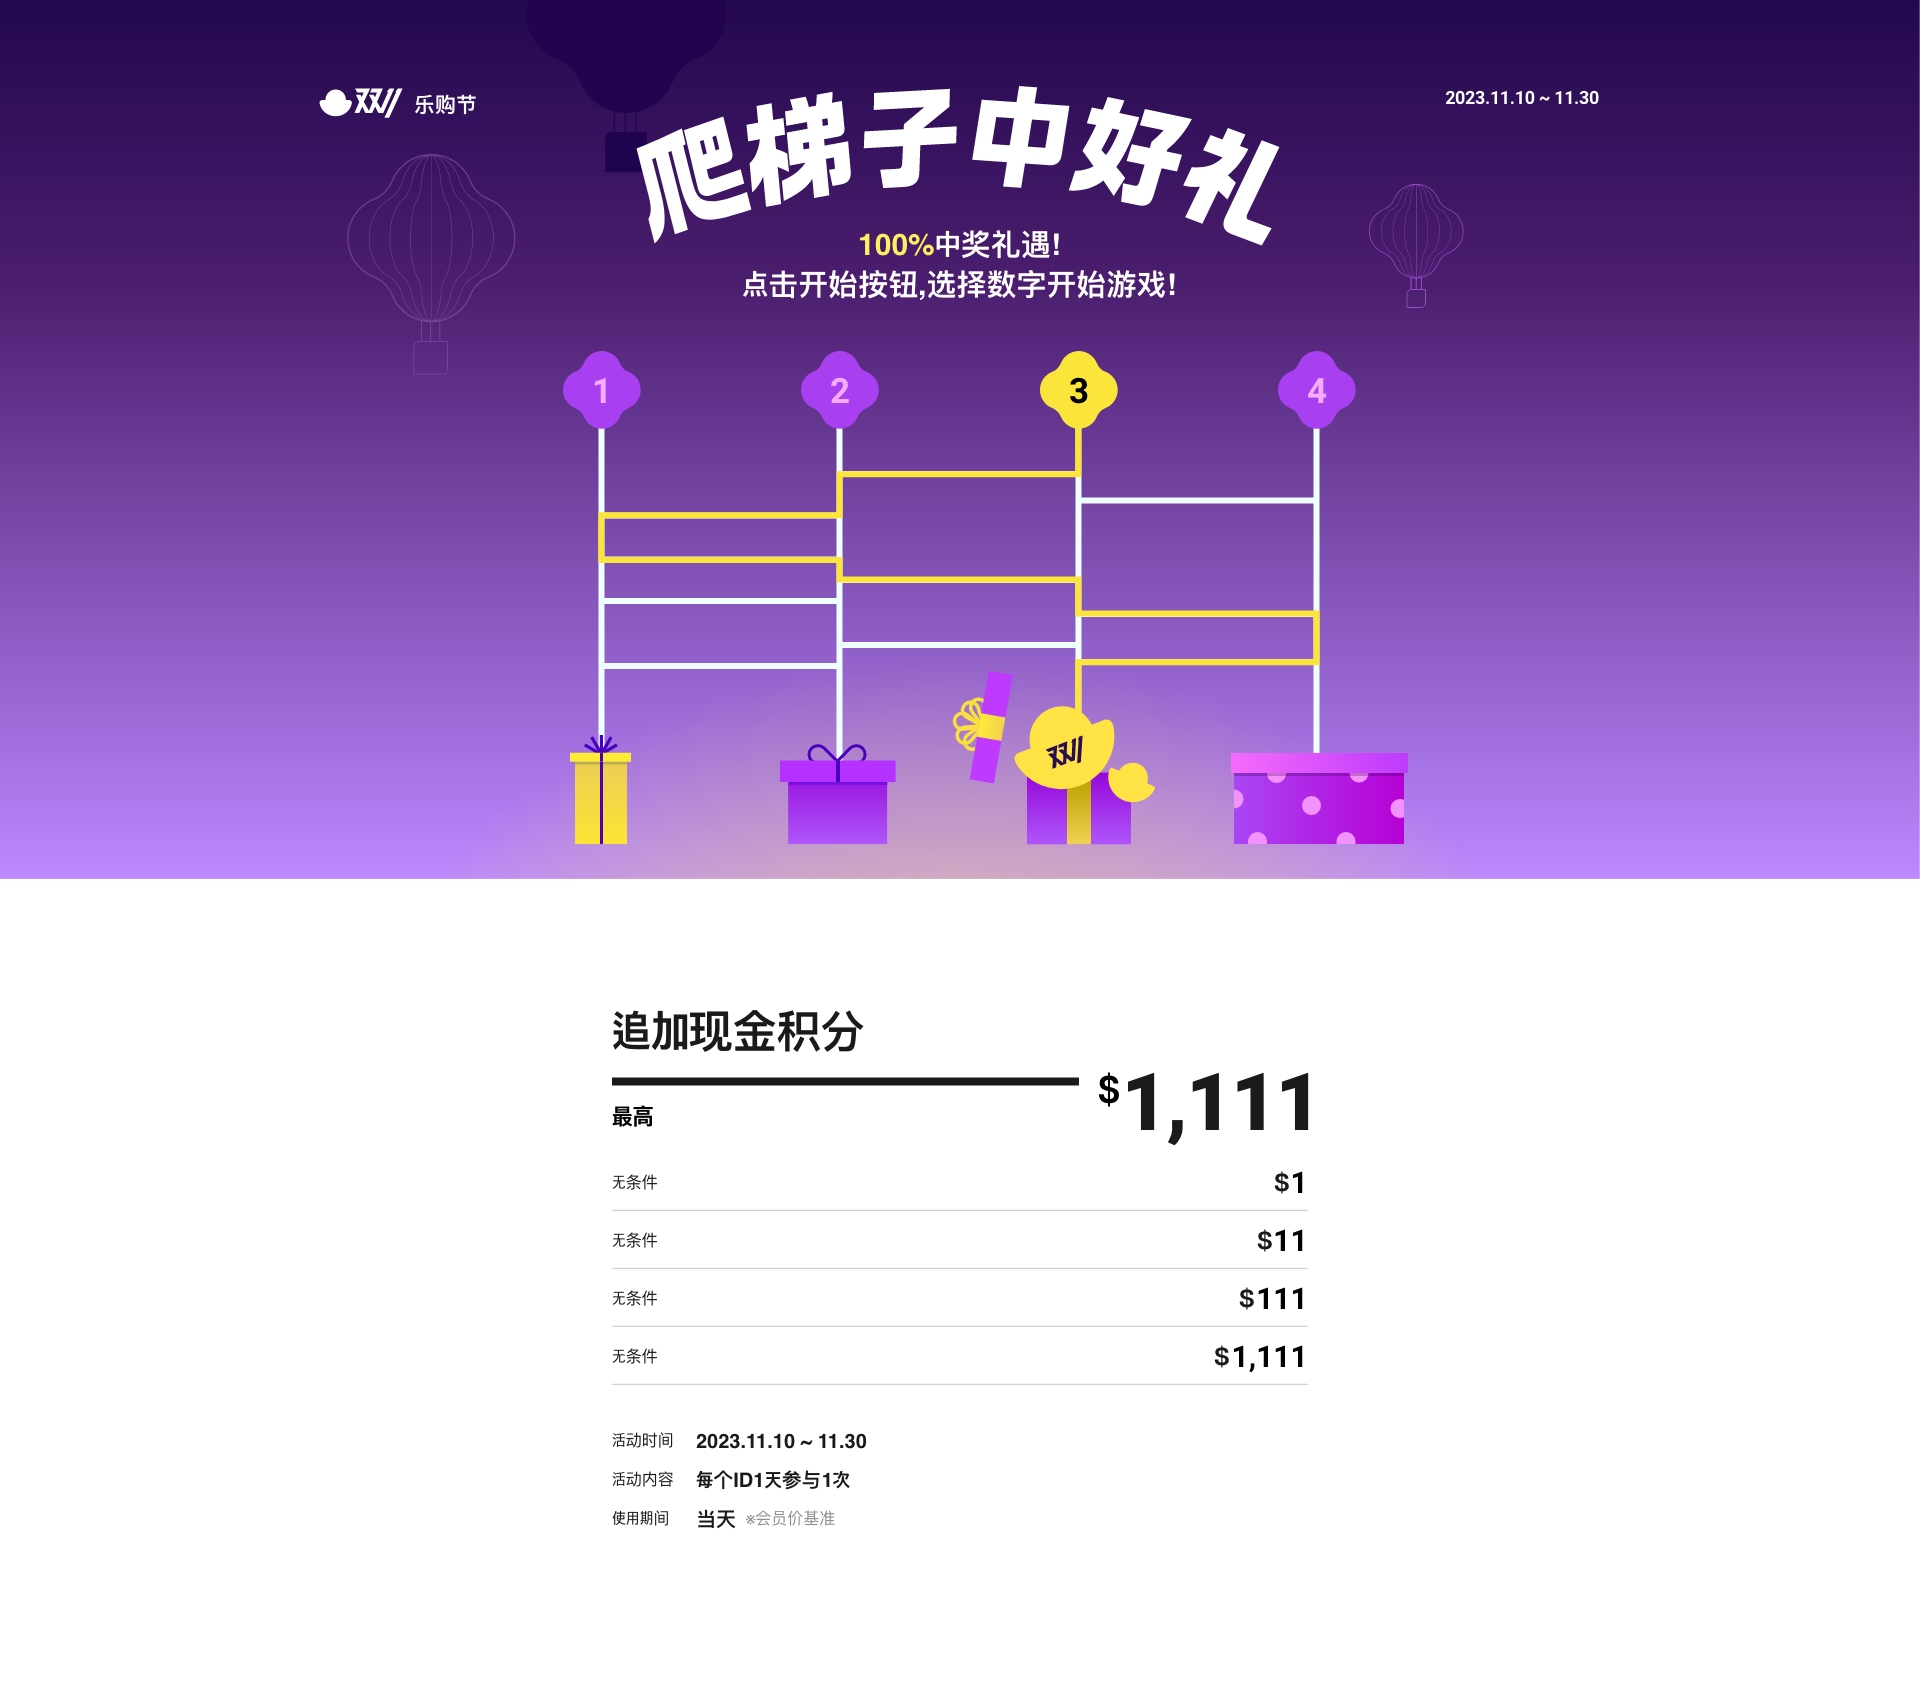 双11 乐购节
2023.11.10 ~ 11.30
爬梯子中好礼
100%中奖礼遇!
点击开始按钮,选择数字开始游戏!
1
2
3
4
双11
追加现金积分
最高
$1,111
无条件 $1
无条件 $11
无条件 $111
无条件 $1,111
活动时间 2023.11.10 ~ 11.30
活动内容 每个ID1天参与1次
使用期间 当天 ※会员价基准